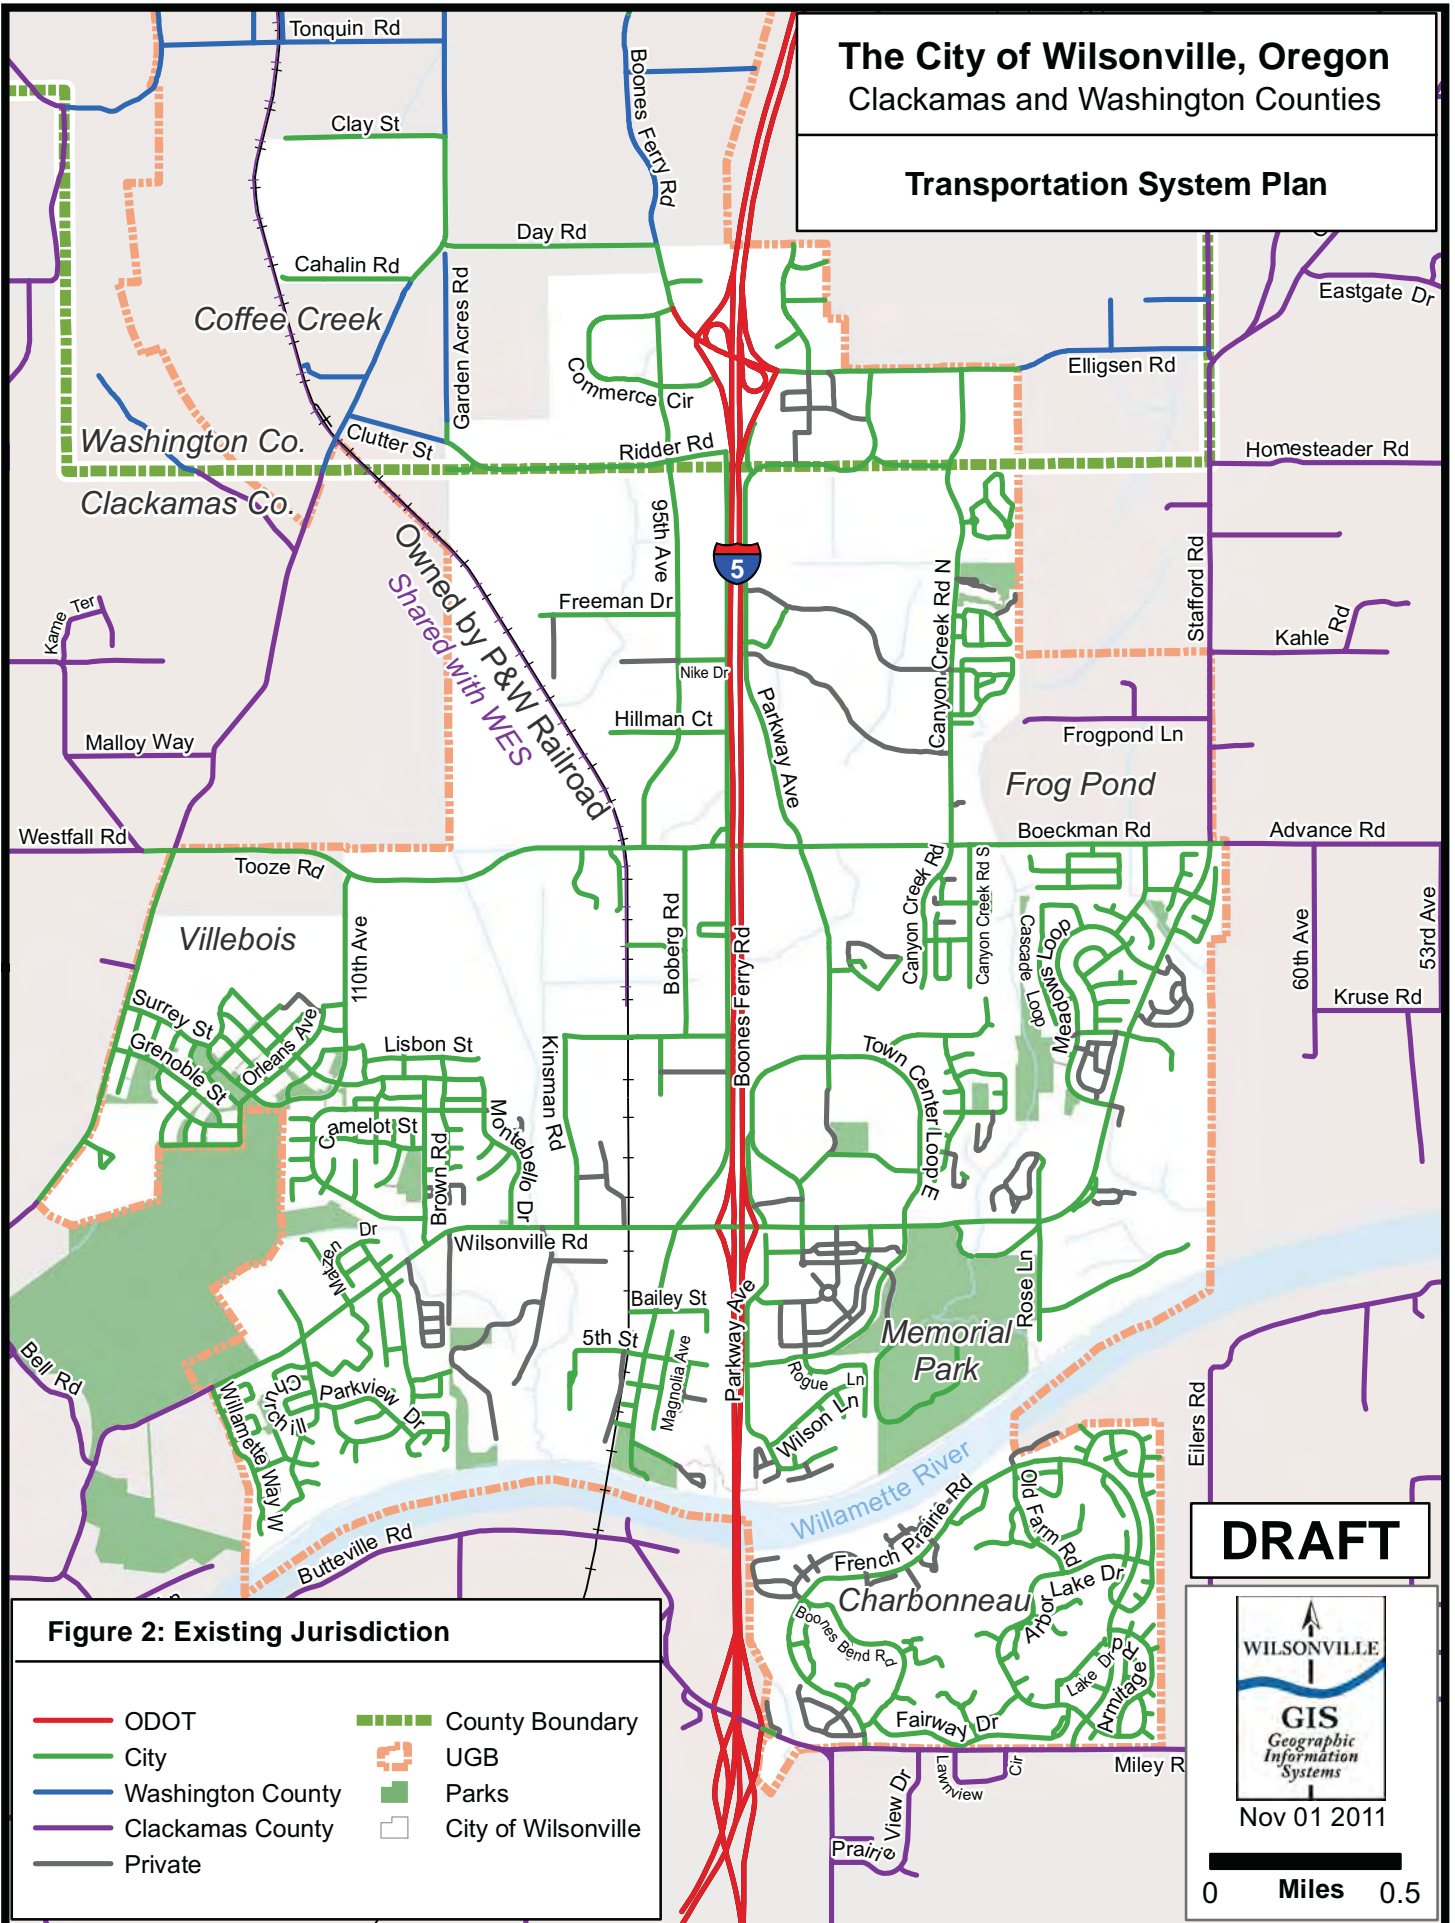 The City of Wilsonville, Oregon
Clackamas and Washington Counties
Transportation System Plan
Tonquin Rd
Boones Ferry Rd
Clay St
Day Rd
Cahalin Rd
Coffee Creek
Garden Acres Rd
Eastgate Dr
Elligsen Rd
Commerce Cir
Washington Co.
Clutter St
Ridder Rd
Homesteader Rd
Clackamas Co.
95th Ave
Owned by P&W Railroad
Shared with WES
5
Canyon Creek Rd N
Stafford Rd
Freeman Dr
Kame Ter
Kahle Rd
Nike Dr
Parkway Ave
Hillman Ct
Frogpond Ln
Malloy Way
Frog Pond
Westfall Rd
Boeckman Rd
Advance Rd
Tooze Rd
Canyon Creek Rd
Canyon Creek Rd S
Boberg Rd
110th Ave
Villebois
Cascade Loop
Meadows Loop
60th Ave
53rd Ave
Boones Ferry Rd
Kruse Rd
Surrey St
Orleans Ave
Grenoble St
Lisbon St
Kinsman Rd
Town Center Loop E
Camelot St
Montebello Dr
Brown Rd
Matzen Dr
Wilsonville Rd
Rose Ln
Bailey St
Parkway Ave
Memorial
Park
5th St
Magnolia Ave
Rogue Ln
Bell Rd
Churchill
Parkview Dr
Wilson Ln
Willamette Way W
Eilers Rd
Willamette River
Old Farm Rd
French Prairie Rd
Butteville Rd
Charbonneau
Arbor Lake Dr
Boones Bend Rd
Lake Dr
Armitage Rd
Fairway Dr
Miley R
Lawnview Cir
Prairie View Dr
DRAFT
WILSONVILLE
GIS
Geographic
Information
Systems
Nov 01 2011
0 Miles 0.5
Figure 2: Existing Jurisdiction
ODOT
City
Washington County
Clackamas County
Private
County Boundary
UGB
Parks
City of Wilsonville